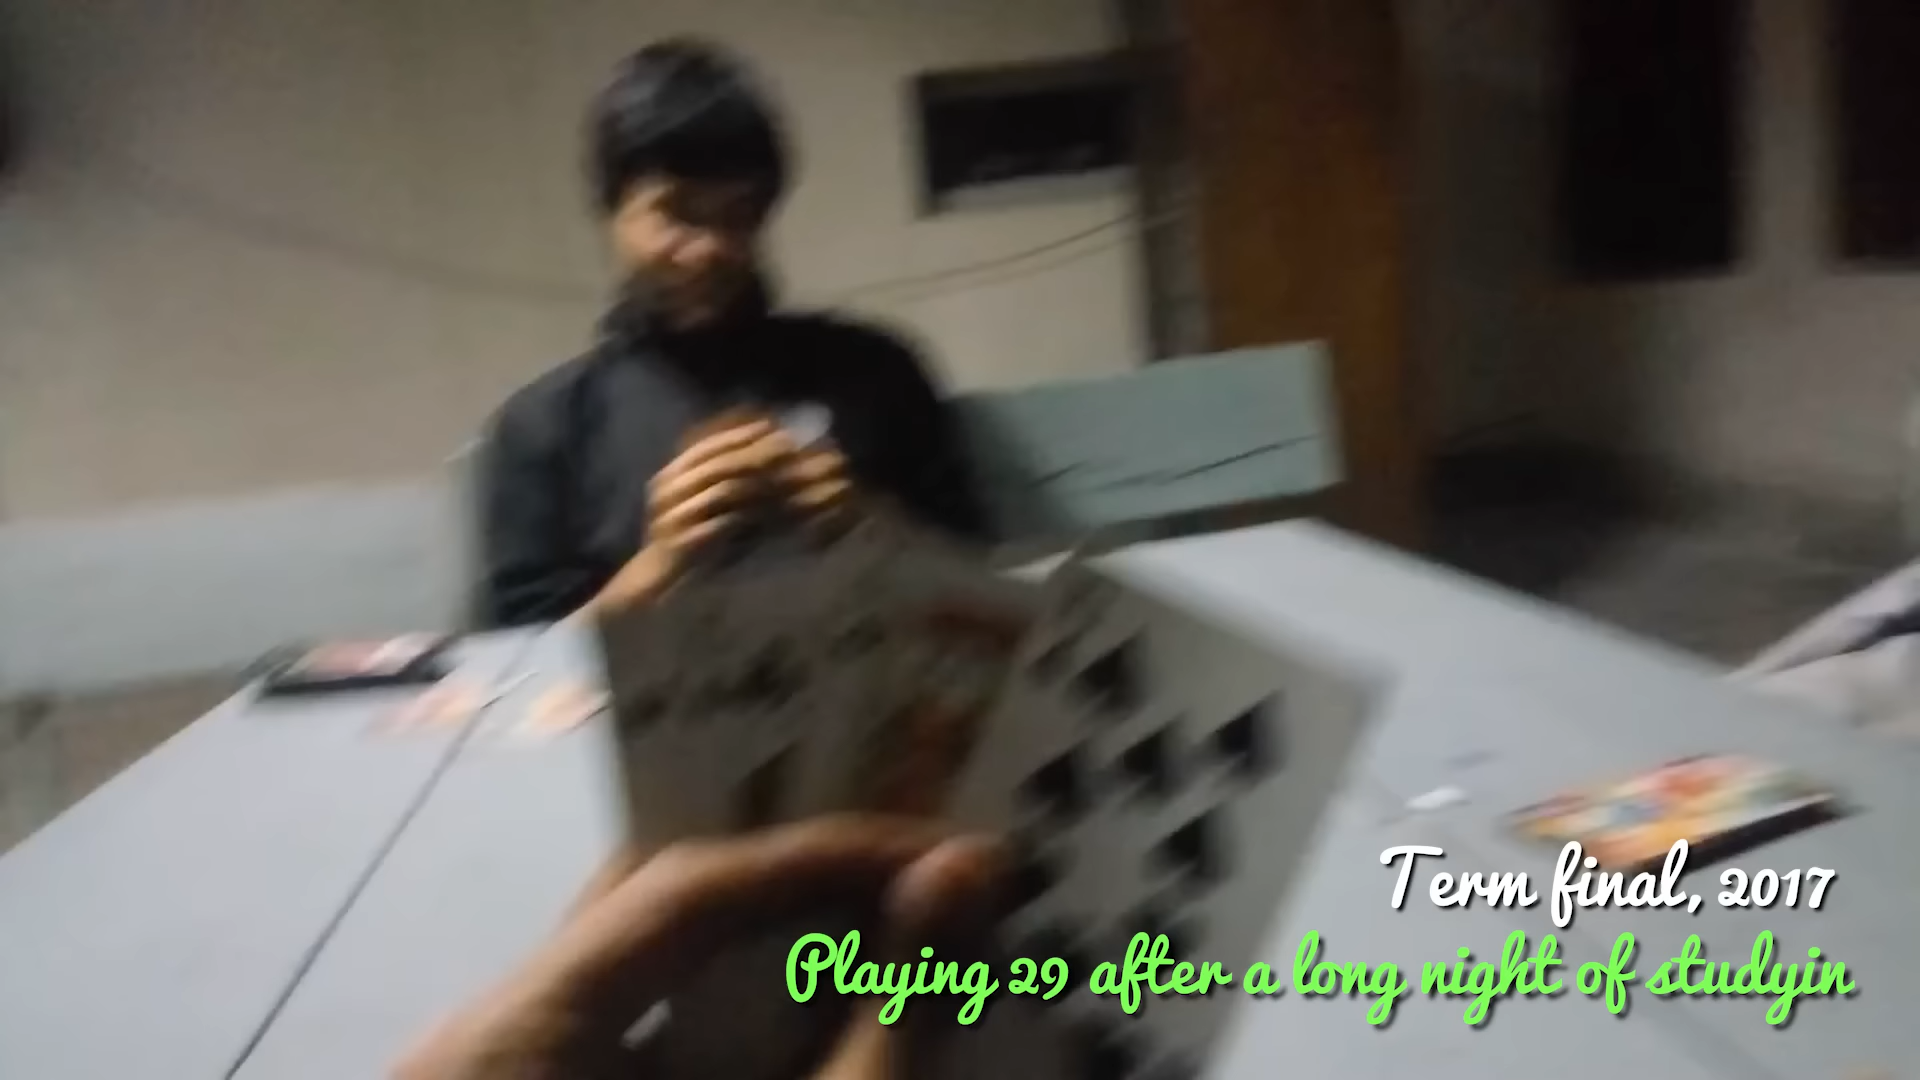 Term final, 2017
Playing 29 after a long night of studyin